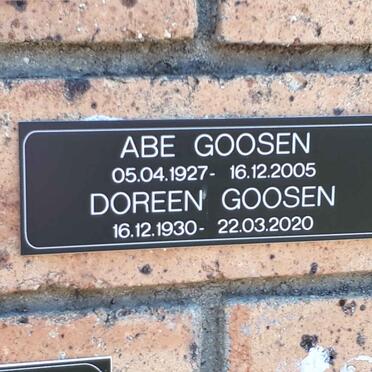 ABE GOOSEN
05.04.1927- 16.12.2005
DOREEN GOOSEN
16.12.1930- 22.03.2020